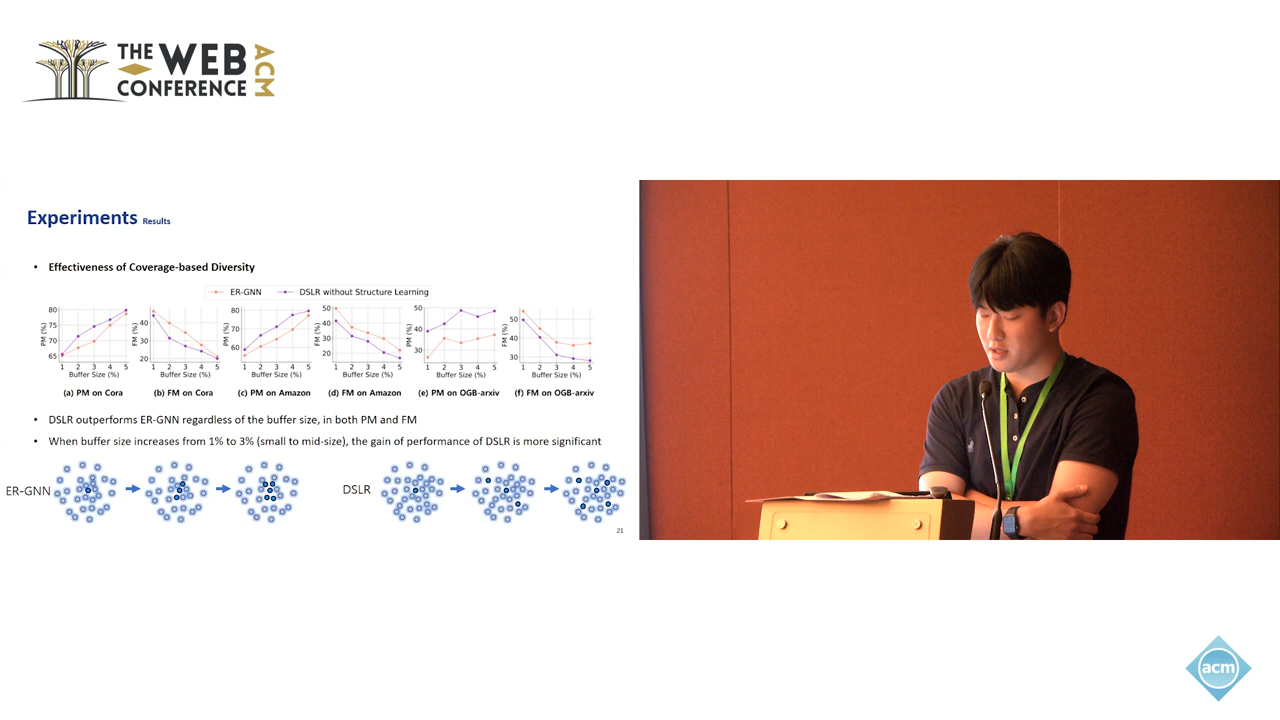 THE WEB
CONFERENCE
ACM
Experiments Results
• Effectiveness of Coverage-based Diversity
ER-GNN DSLR without Structure Learning
PM (%) 80 75 70 65 1 2 3 4 5 Buffer Size (%)
FM (%) 40 30 20 1 2 3 4 5 Buffer Size (%)
PM (%) 80 70 60 1 2 3 4 5 Buffer Size (%)
FM (%) 50 40 30 20 1 2 3 4 5 Buffer Size (%)
PM (%) 50 40 30 1 2 3 4 5 Buffer Size (%)
FM (%) 50 40 30 1 2 3 4 5 Buffer Size (%)
(a) PM on Cora (b) FM on Cora (c) PM on Amazon (d) FM on Amazon (e) PM on OGB-arxiv (f) FM on OGB-arxiv
• DSLR outperforms ER-GNN regardless of the buffer size, in both PM and FM
• When buffer size increases from 1% to 3% (small to mid-size), the gain of performance of DSLR is more significant
ER-GNN DSLR
21
acm